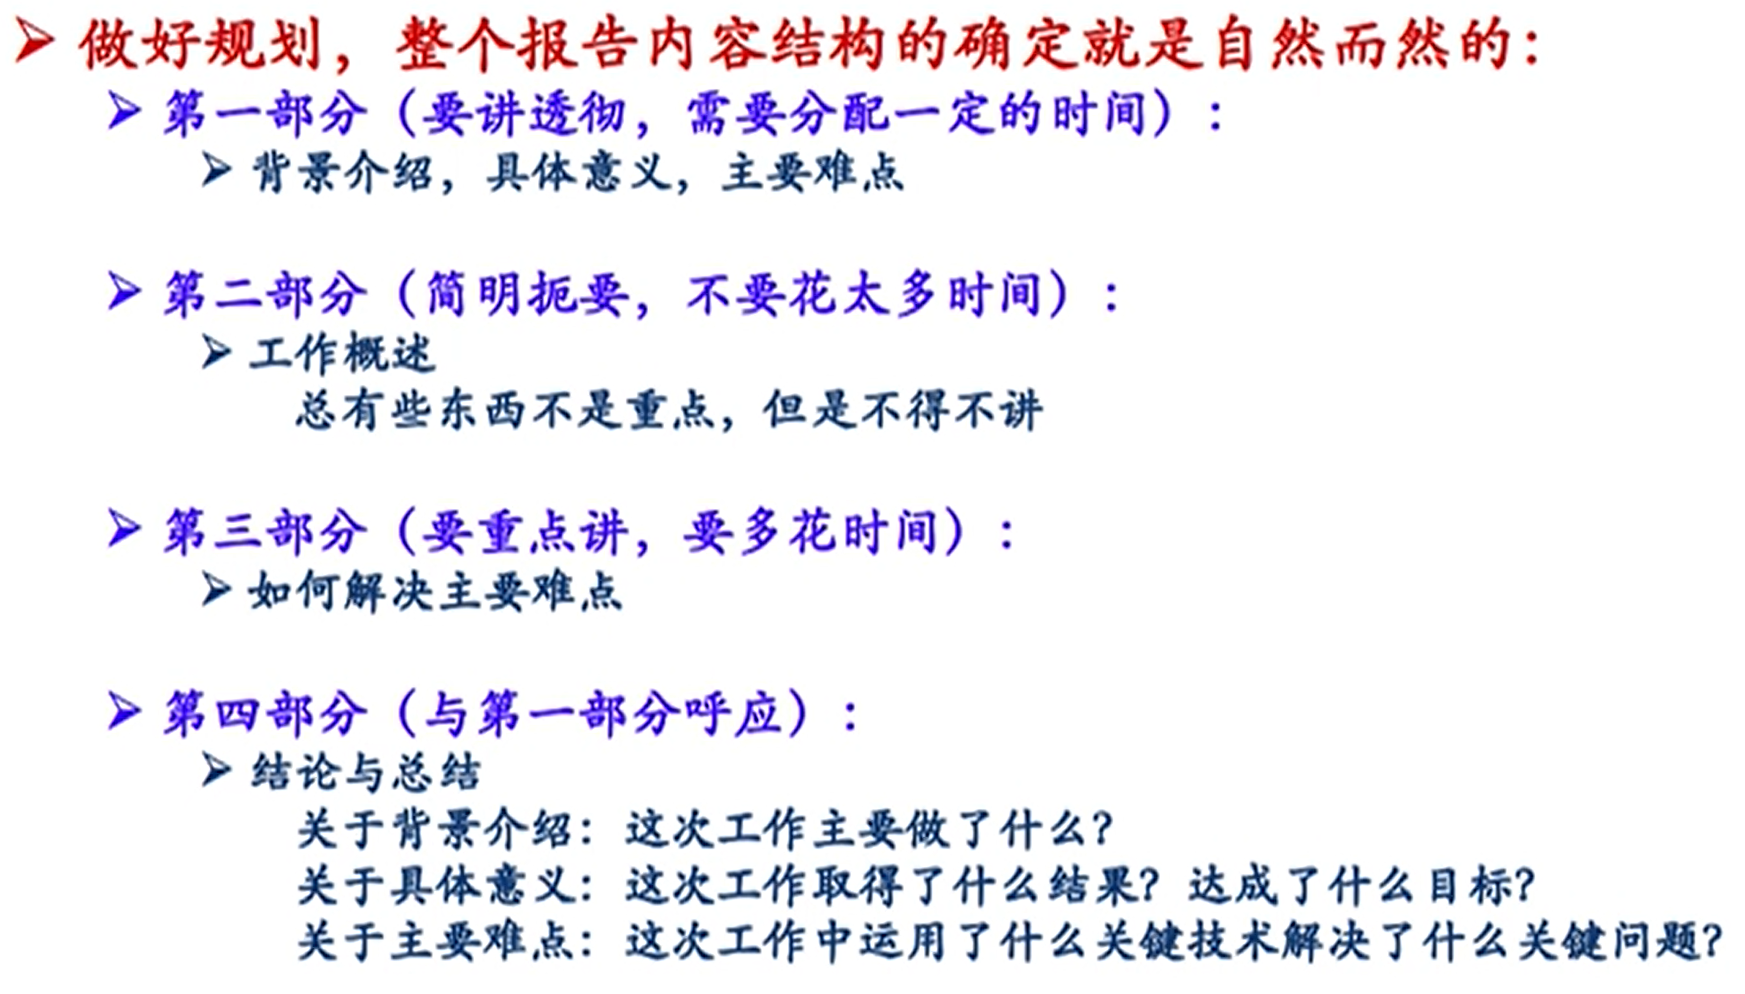 做好规划，整个报告内容结构的确定就是自然而然的：
第一部分（要讲透彻，需要分配一定的时间）：
背景介绍，具体意义，主要难点
第二部分（简明扼要，不要花太多时间）：
工作概述
总有些东西不是重点，但是不得不讲
第三部分（要重点讲，要多花时间）：
如何解决主要难点
第四部分（与第一部分呼应）：
结论与总结
关于背景介绍：这次工作主要做了什么？
关于具体意义：这次工作取得了什么结果？达成了什么目标？
关于主要难点：这次工作中运用了什么关键技术解决了什么关键问题？